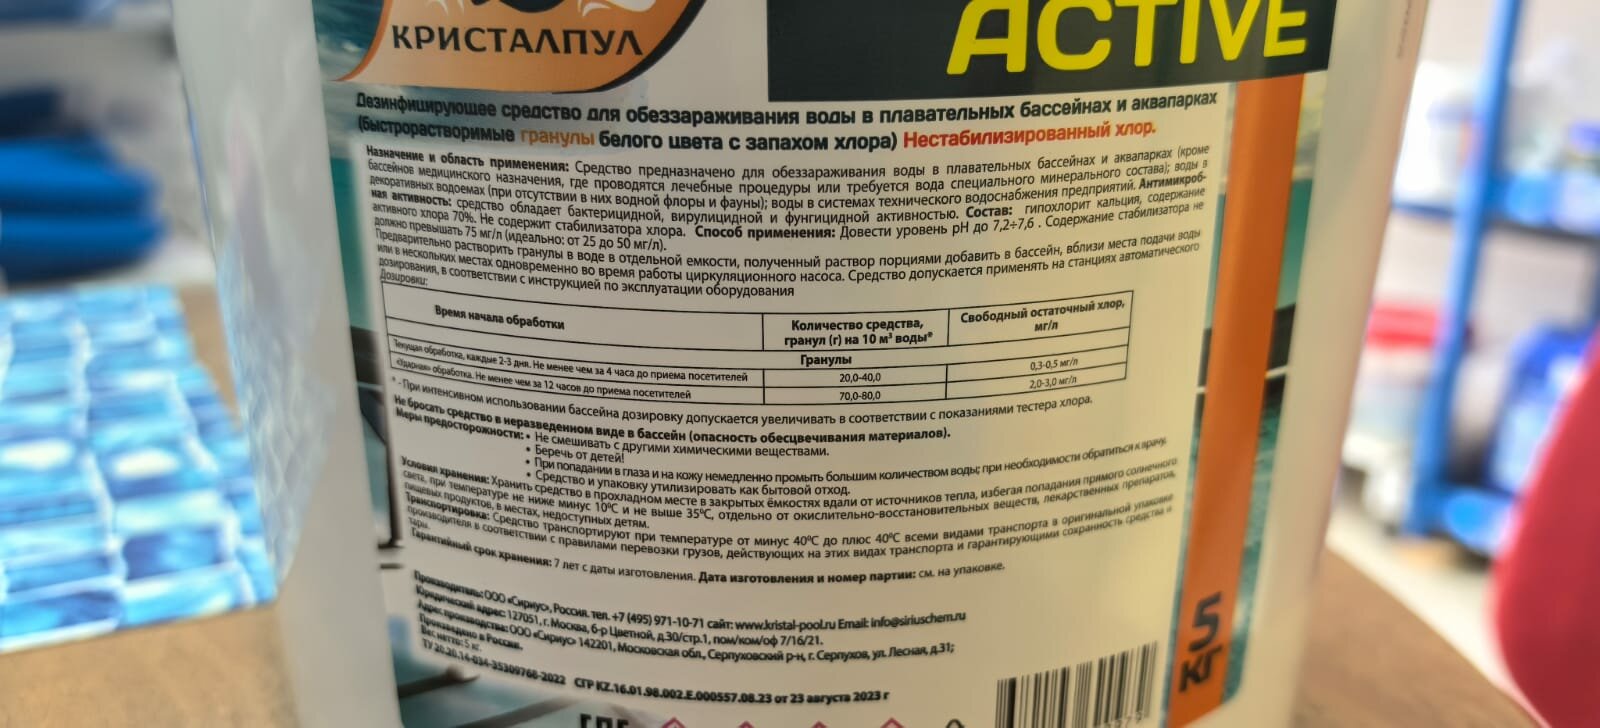 КРИСТАЛПУЛ
ACTIVE
Дезинфицирующее средство для обеззараживания воды в плавательных бассейнах и аквапарках
(быстрорастворимые гранулы белого цвета с запахом хлора) Нестабилизированный хлор.
Назначение и область применения: Средство предназначено для обеззараживания воды в плавательных бассейнах и аквапарках (кроме
бассейнов медицинского назначения, где проводятся лечебные процедуры или требуется вода специального минерального состава); воды в
декоративных водоемах (при отсутствии в них водной флоры и фауны); воды в системах технического водоснабжения предприятий. Антимикроб-
ная активность: средство обладает бактерицидной, вирулицидной и фунгицидной активностью. Состав: гипохлорит кальция, содержание
активного хлора 70%. Не содержит стабилизатора хлора. Способ применения: Довести уровень pH до 7,2÷7,6 . Содержание стабилизатора не
должно превышать 75 мг/л (идеально: от 25 до 50 мг/л).
Предварительно растворить гранулы в воде в отдельной емкости, полученный раствор порциями добавить в бассейн, вблизи места подачи воды
или в нескольких местах одновременно во время работы циркуляционного насоса. Средство допускается применять на станциях автоматического
дозирования, в соответствии с инструкцией по эксплуатации оборудования
Дозировки:
Время начала обработки
Количество средства,
гранул (г) на 10 м³ воды*
Свободный остаточный хлор,
мг/л
Гранулы
Текущая обработка, каждые 2-3 дня. Не менее чем за 4 часа до приема посетителей
20,0-40,0
0,3-0,5 мг/л
«Ударная» обработка. Не менее чем за 12 часов до приема посетителей
70,0-80,0
2,0-3,0 мг/л
* - При интенсивном использовании бассейна дозировку допускается увеличивать в соответствии с показаниями тестера хлора.
Не бросать средство в неразведенном виде в бассейн (опасность обесцвечивания материалов).
Меры предосторожности: • Не смешивать с другими химическими веществами.
• Беречь от детей!
• При попадании в глаза и на кожу немедленно промыть большим количеством воды; при необходимости обратиться к врачу.
• Средство и упаковку утилизировать как бытовой отход.
Условия хранения: Хранить средство в прохладном месте в закрытых ёмкостях вдали от источников тепла, избегая попадания прямого солнечного
света, при температуре не ниже минус 10°С и не выше 35°С, отдельно от окислительно-восстановительных веществ, лекарственных препаратов,
пищевых продуктов, в местах, недоступных детям.
Транспортировка: Средство транспортируют при температуре от минус 40°С до плюс 40°С всеми видами транспорта в оригинальной упаковке
производителя в соответствии с правилами перевозки грузов, действующих на этих видах транспорта и гарантирующими сохранность средства и
тары.
Гарантийный срок хранения: 7 лет с даты изготовления. Дата изготовления и номер партии: см. на упаковке.
Производитель: ООО «Сириус», Россия. тел. +7 (495) 971-10-71 сайт: www.kristal-pool.ru Email: info@siriuschem.ru
Юридический адрес: 127051, г. Москва, б-р Цветной, д.30/стр.1, пом/ком/оф 7/16/21.
Адрес производства: ООО «Сириус» 142201, Московская обл., Серпуховский р-н, г. Серпухов, ул. Лесная, д.31;
Произведено в России.
Вес нетто: 5 кг.
ТУ 20.20.14-034-35309768-2022 СГР KZ.16.01.98.002.Е.000557.08.23 от 23 августа 2023 г
5
КГ